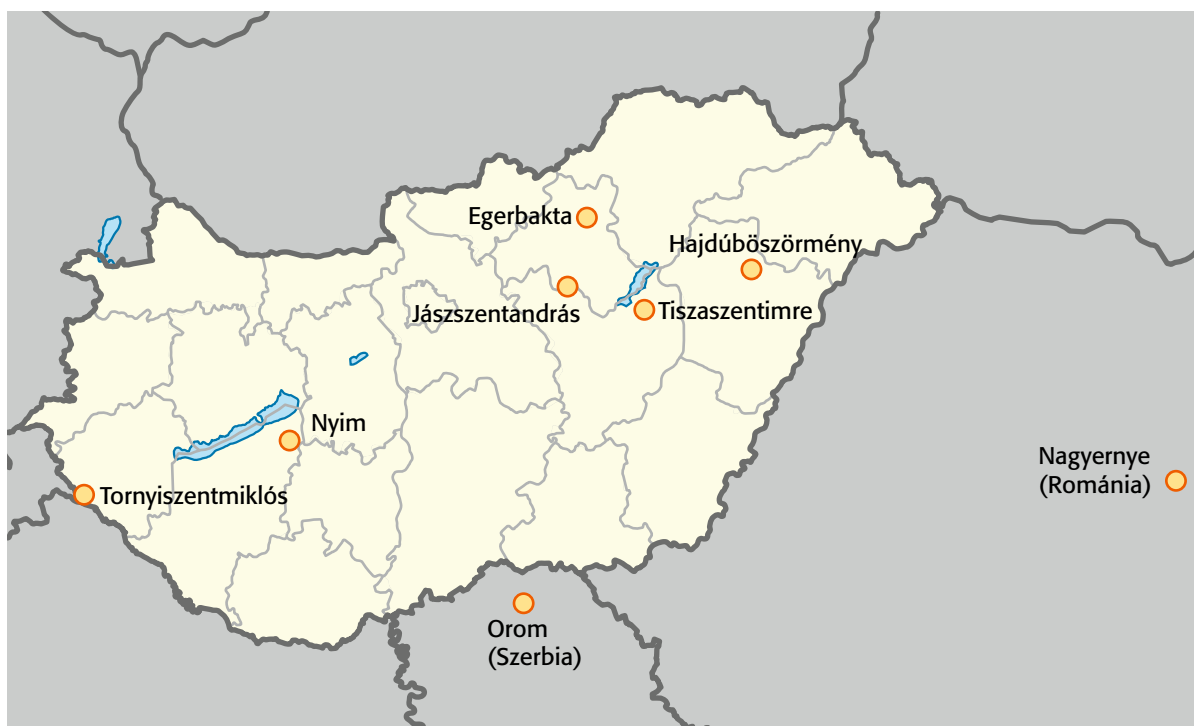 Egerbakta
Hajdúböszörmény
Jászszentandrás
Tiszaszentimre
Nyim
Tornyiszentmiklós
Nagyernye
(Románia)
Orom
(Szerbia)